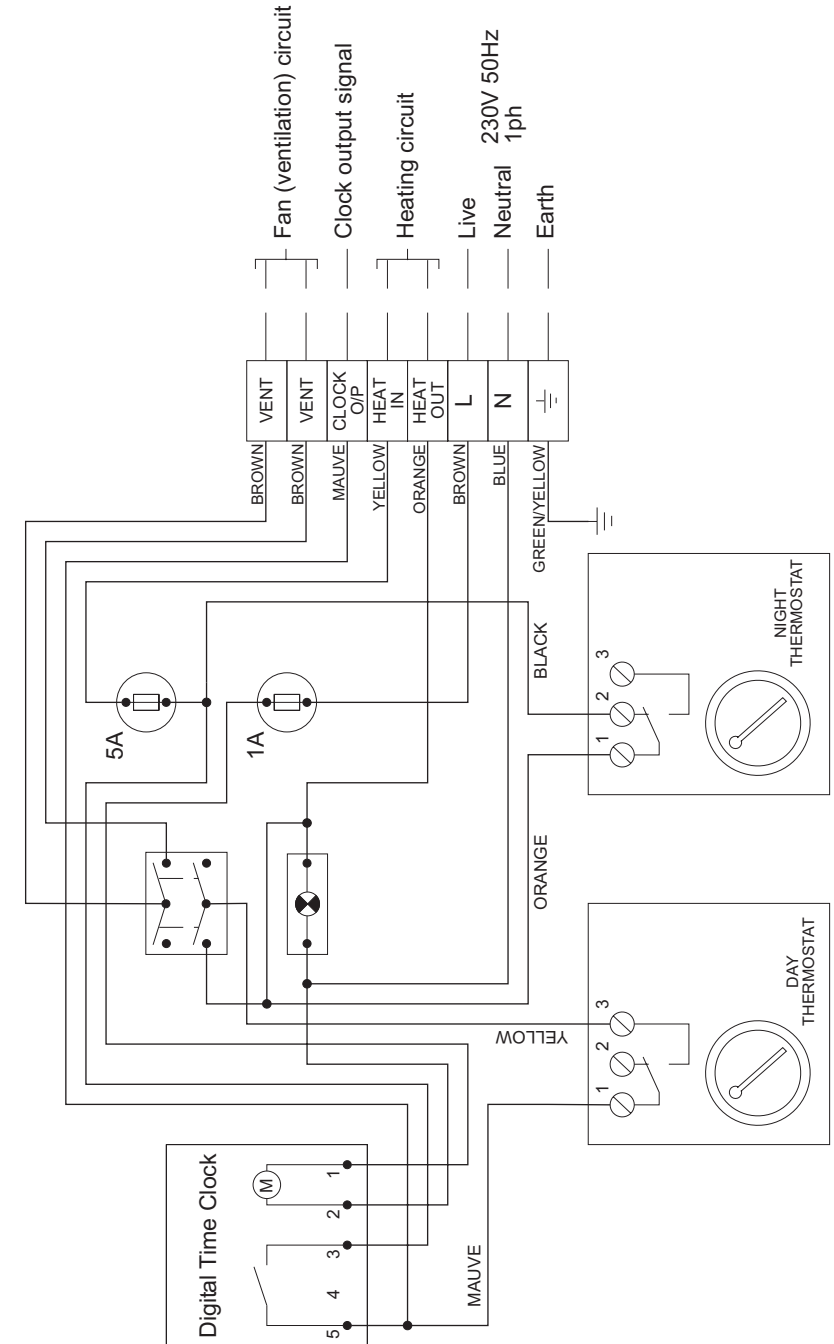 Fan (ventilation) circuit
Clock output signal
Heating circuit
Live
Neutral
230V 50Hz
1ph
Earth
VENT
VENT
CLOCK
O/P
HEAT
IN
HEAT
OUT
L
N
BROWN
BROWN
MAUVE
YELLOW
ORANGE
BROWN
BLUE
GREEN/YELLOW
5A
1A
BLACK
ORANGE
YELLOW
MAUVE
1
2
3
NIGHT
THERMOSTAT
1
2
3
DAY
THERMOSTAT
Digital Time Clock
M
1
2
3
4
5